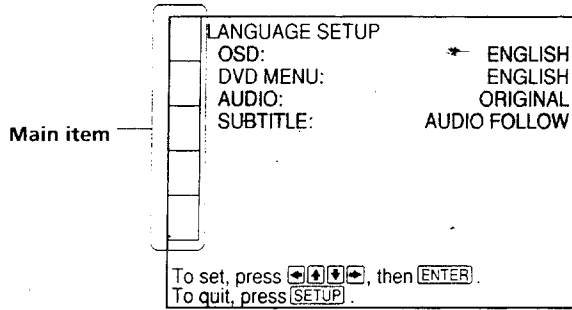 LANGUAGE SETUP
OSD: ENGLISH
DVD MENU: ENGLISH
AUDIO: ORIGINAL
SUBTITLE: AUDIO FOLLOW
Main item
To set, press ←↑↓→, then ENTER.
To quit, press SETUP.